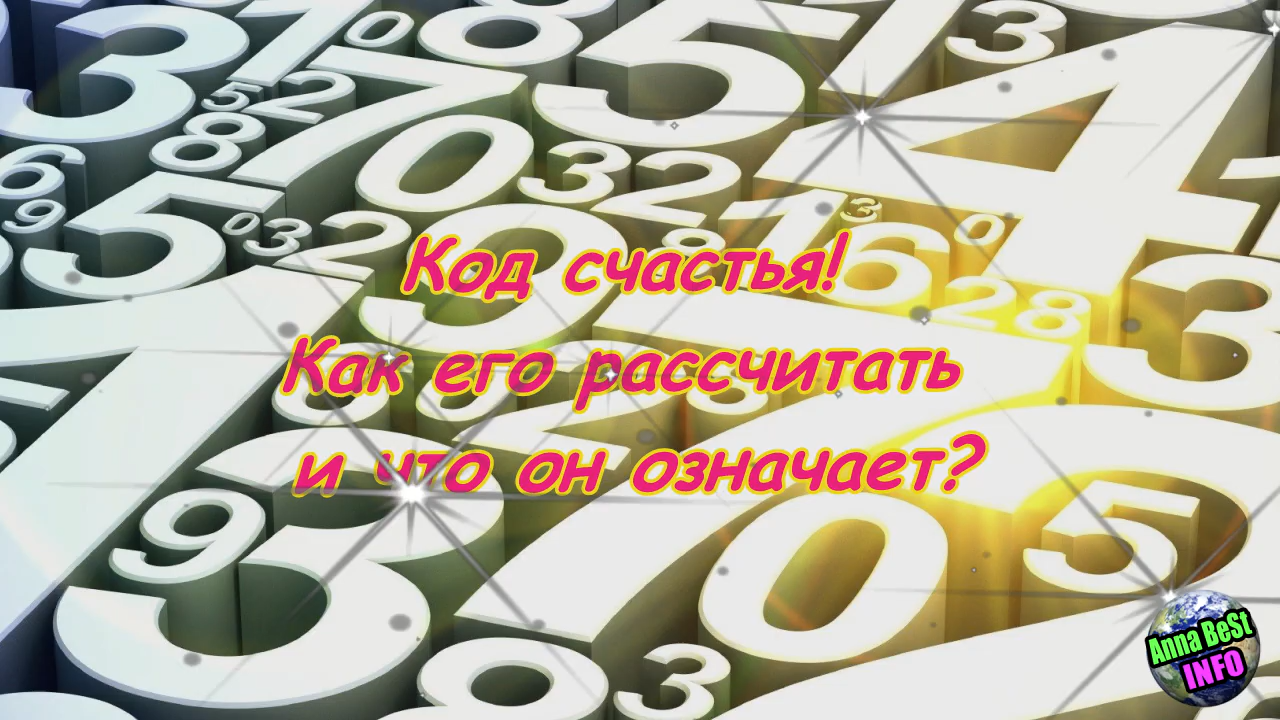 Код счастья!
Как его рассчитать
и что он означает?
Anna BeSt
INFO